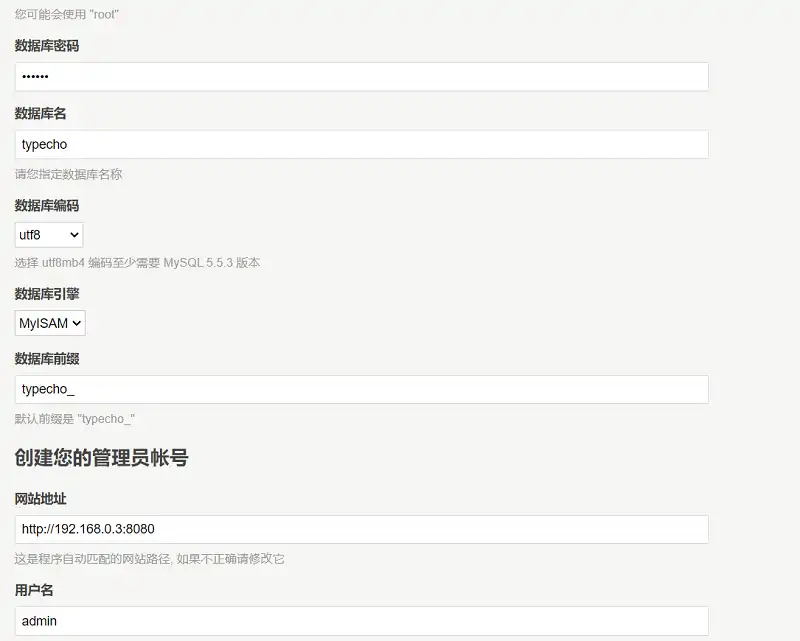 您可能会使用 "root"
数据库密码
••••••
数据库名
typecho
请您指定数据库名称
数据库编码
utf8
选择 utf8mb4 编码至少需要 MySQL 5.5.3 版本
数据库引擎
MyISAM
数据库前缀
typecho_
默认前缀是 "typecho_"
创建您的管理员帐号
网站地址
http://192.168.0.3:8080
这是程序自动匹配的网站路径, 如果不正确请修改它
用户名
admin